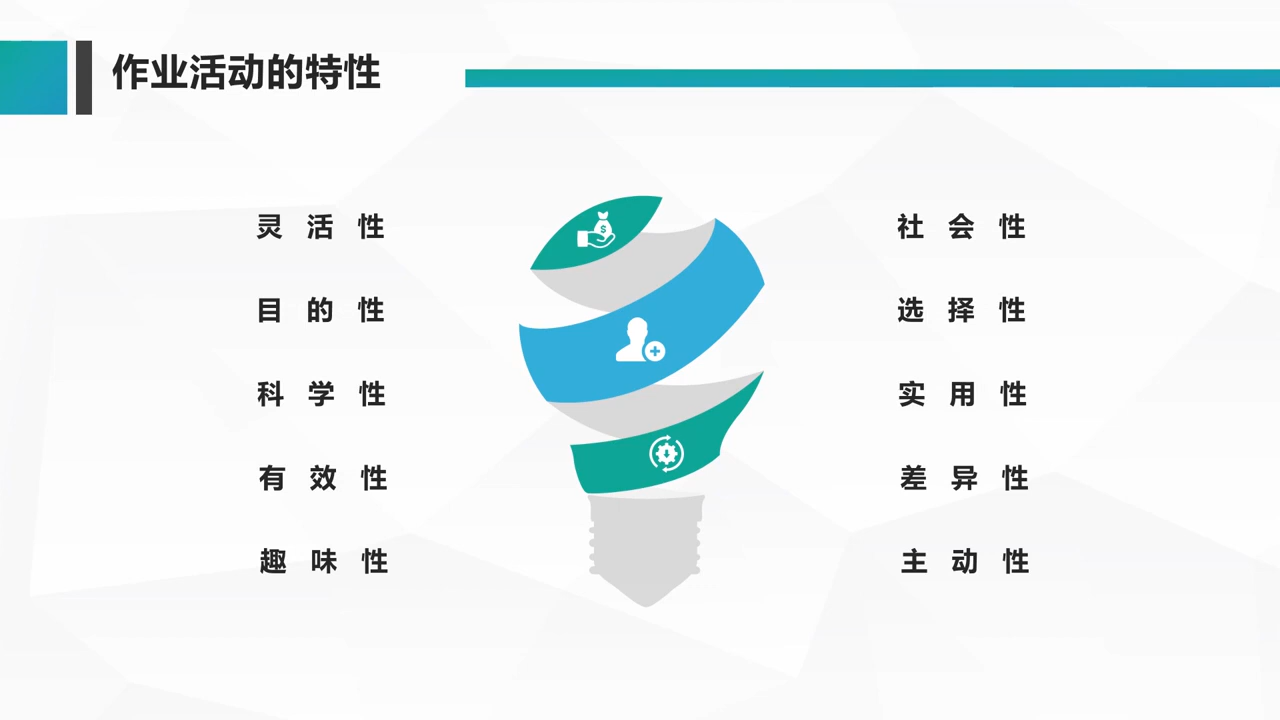 作业活动的特性
灵活性
目的性
科学性
有效性
趣味性
社会性
选择性
实用性
差异性
主动性